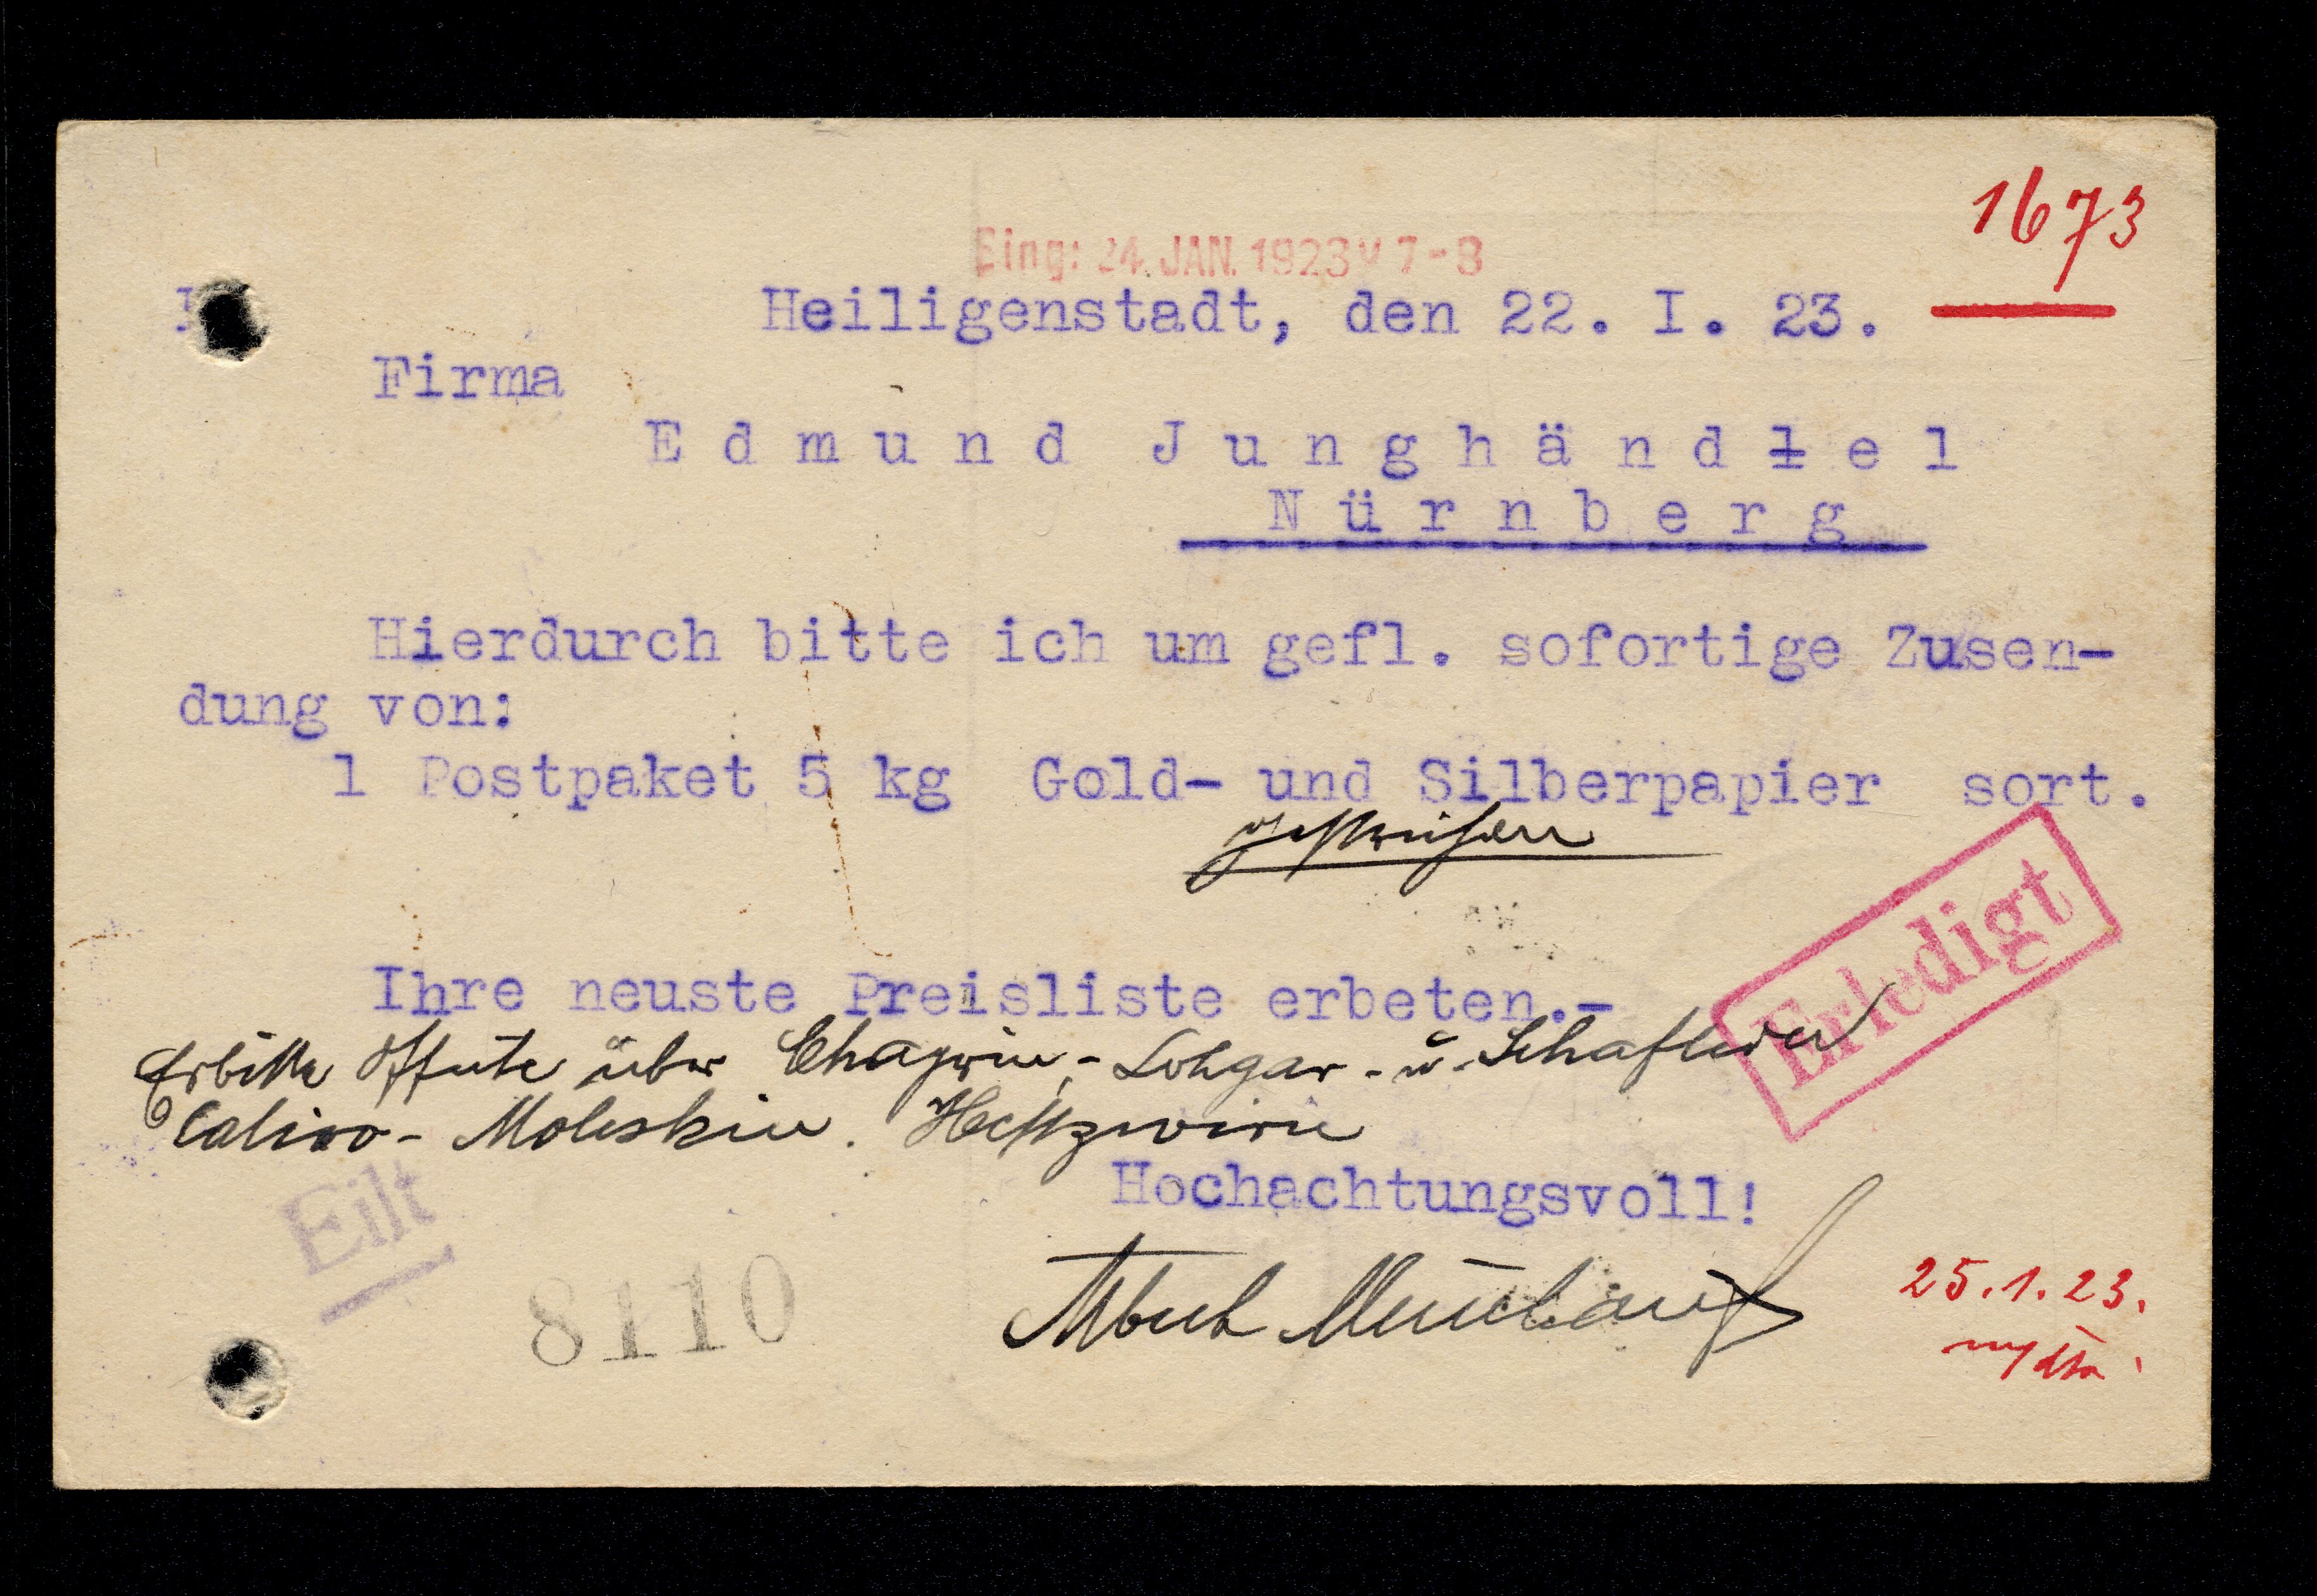 1673
Eing: 24. JAN. 1923 V 7-8
Heiligenstadt, den 22. I. 23.
Firma
Edmund Junghändlel
Nürnberg
Hierdurch bitte ich um gefl. sofortige Zusen-
dung von:
1 Postpaket 5 kg Gold- und Silberpapier sort.
gestrichen
Erledigt
Ihre neuste Preisliste erbeten.-
Erbitte Offerte über Chagrin,- Lohgar- u. Schafleder
Calico- Moleskin. Heftzwirn
Hochachtungsvoll!
Eilt
8110
25.1.23.